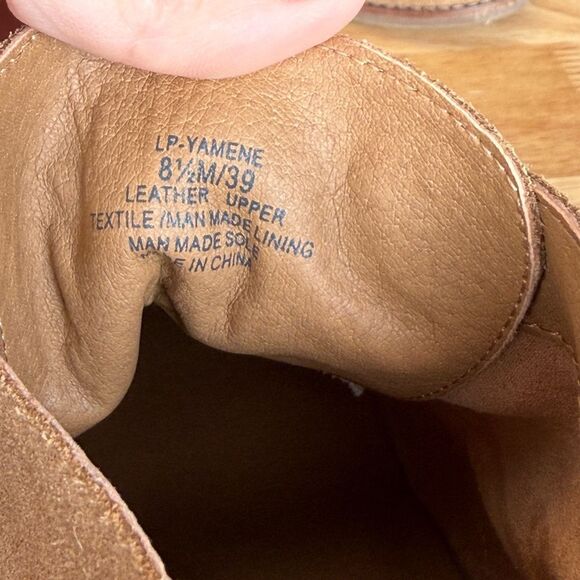 LP-YAMENE
8½M/39
LEATHER UPPER
TEXTILE/MAN MADE LINING
MAN MADE SOLE
IN CHINA